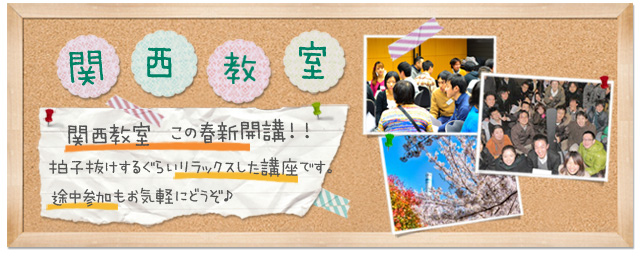 関西教室
関西教室 この春新開講!!
拍子抜けするぐらいリラックスした講座です。
途中参加もお気軽にどうぞ♪